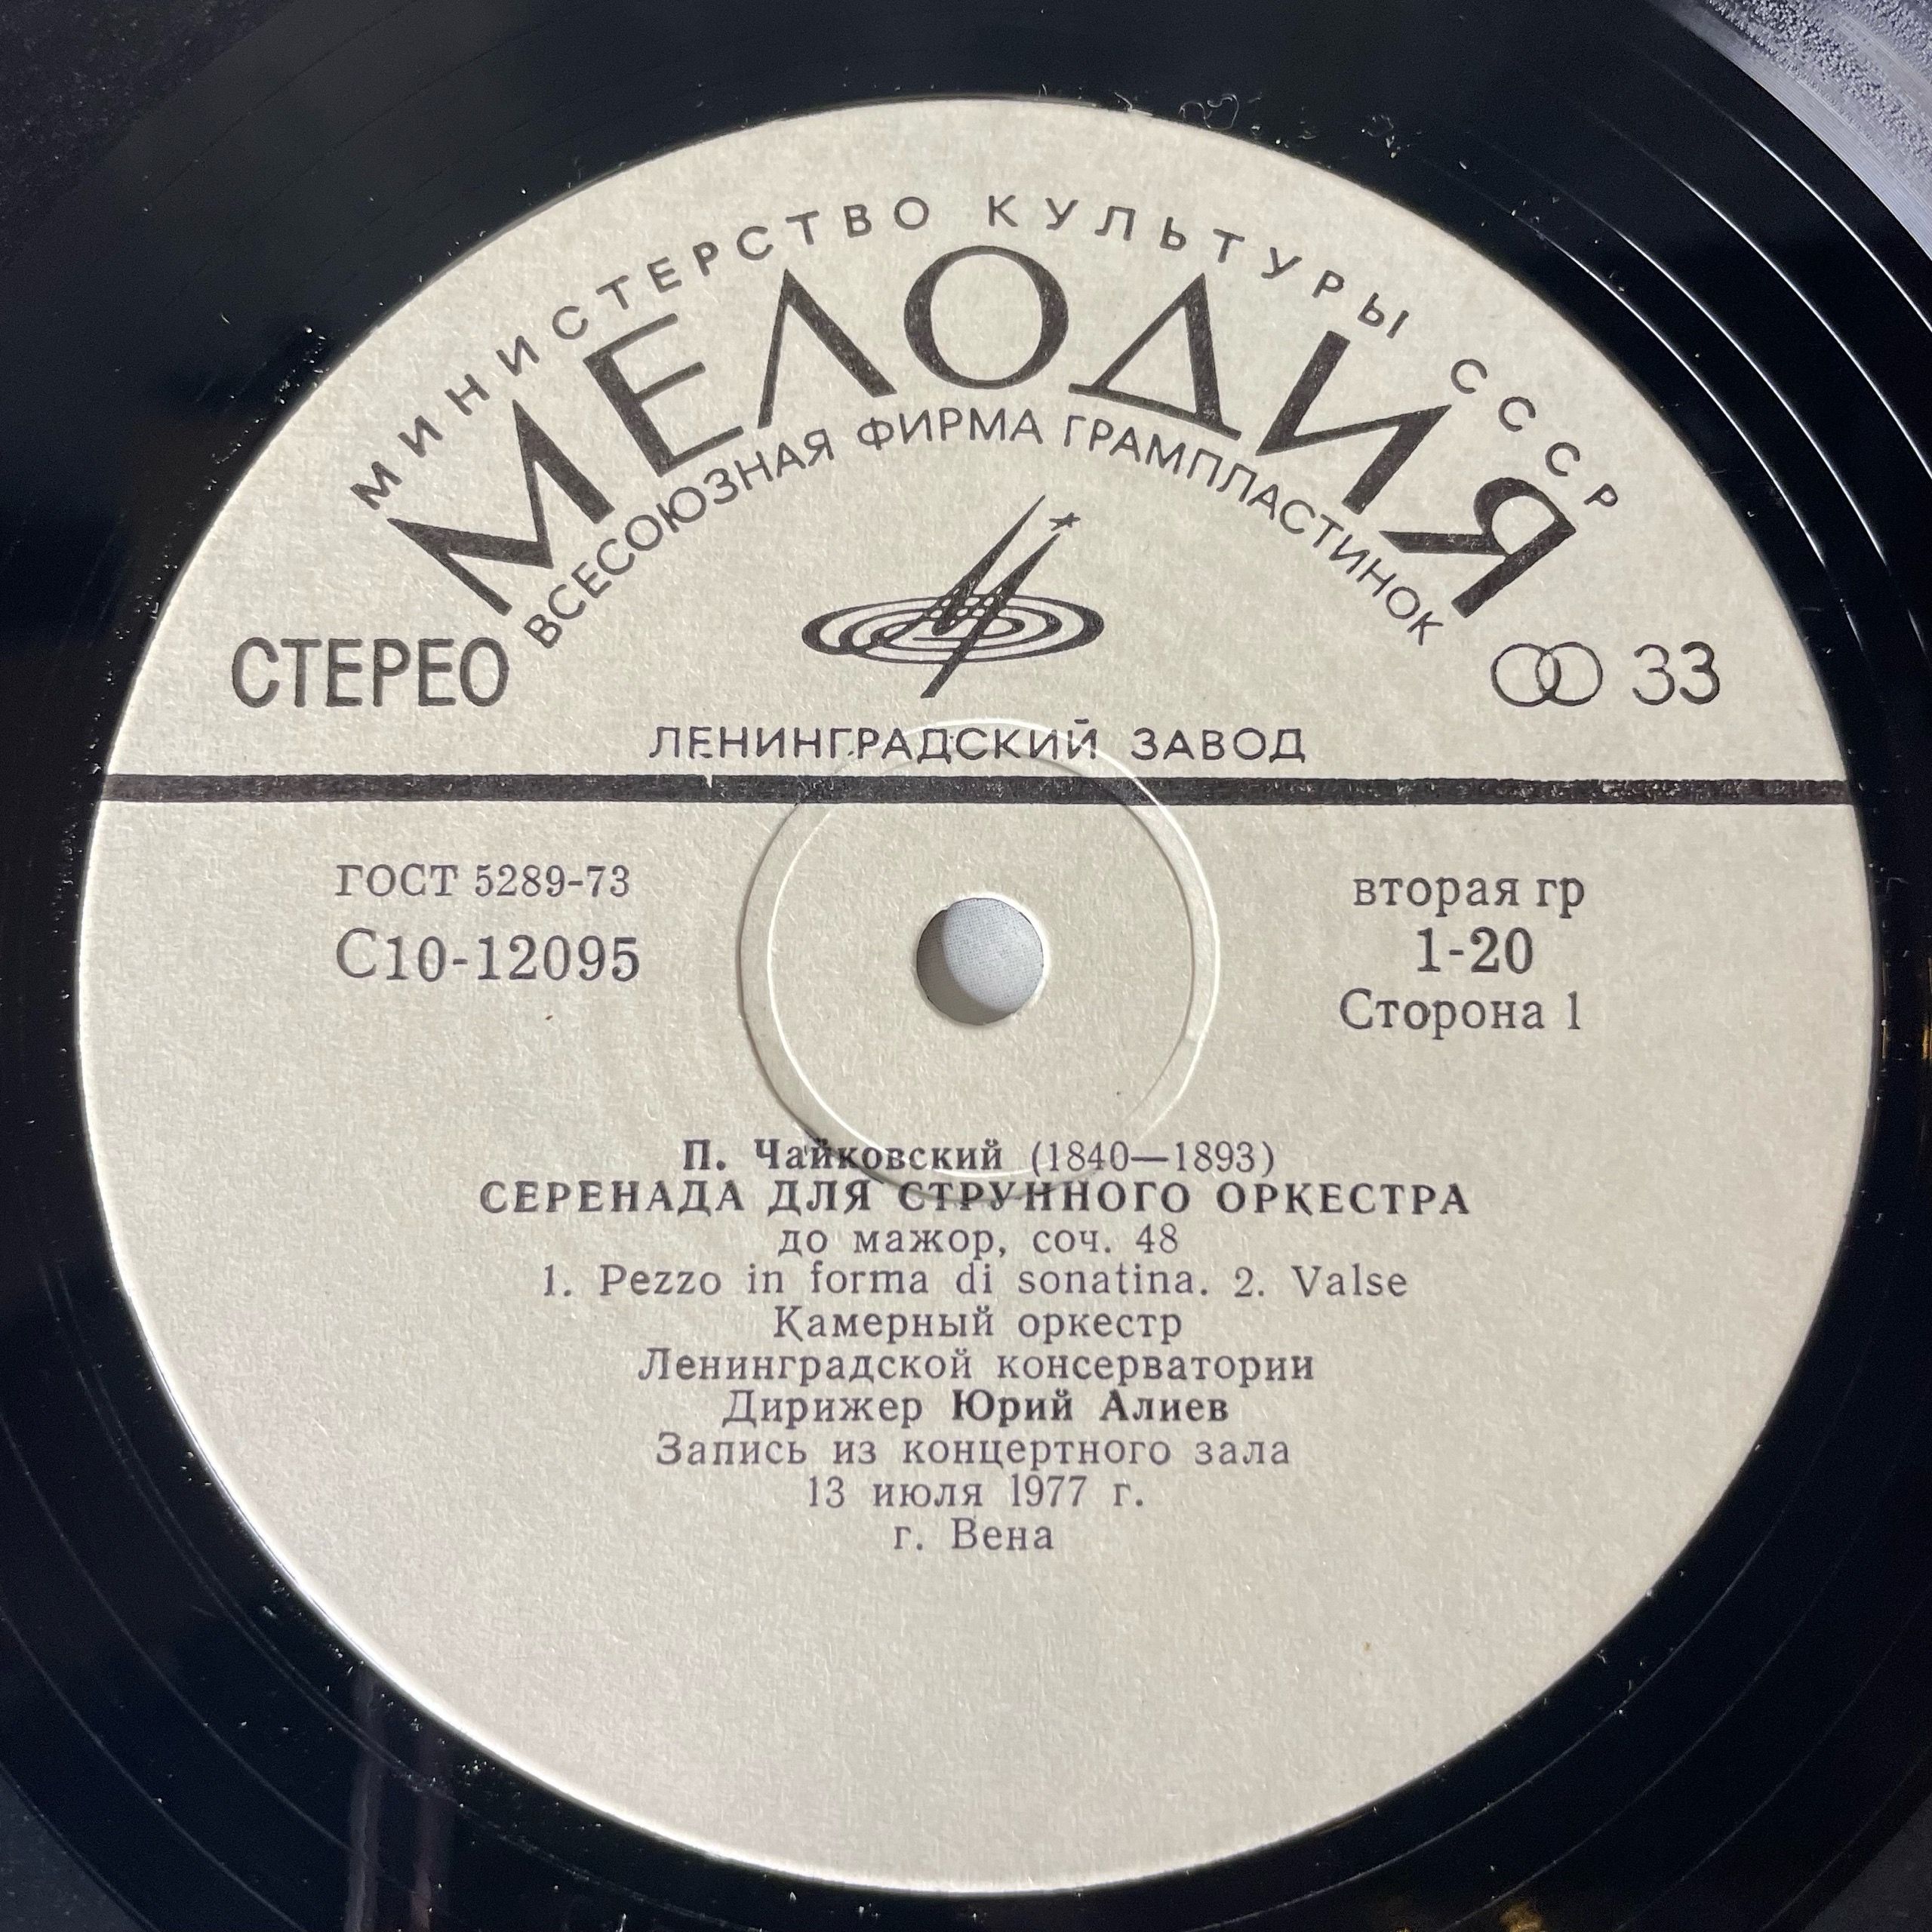 МИНИСТЕРСТВО КУЛЬТУРЫ СССР
МЕЛОДИЯ
ВСЕСОЮЗНАЯ ФИРМА ГРАМПЛАСТИНОК
СТЕРЕО
33
ЛЕНИНГРАДСКИЙ ЗАВОД
ГОСТ 5289-73
С10-12095
вторая гр
1-20
Сторона 1
П. Чайковский (1840—1893)
СЕРЕНАДА ДЛЯ СТРУННОГО ОРКЕСТРА
до мажор, соч. 48
1. Pezzo in forma di sonatina. 2. Valse
Камерный оркестр
Ленинградской консерватории
Дирижер Юрий Алиев
Запись из концертного зала
13 июля 1977 г.
г. Вена